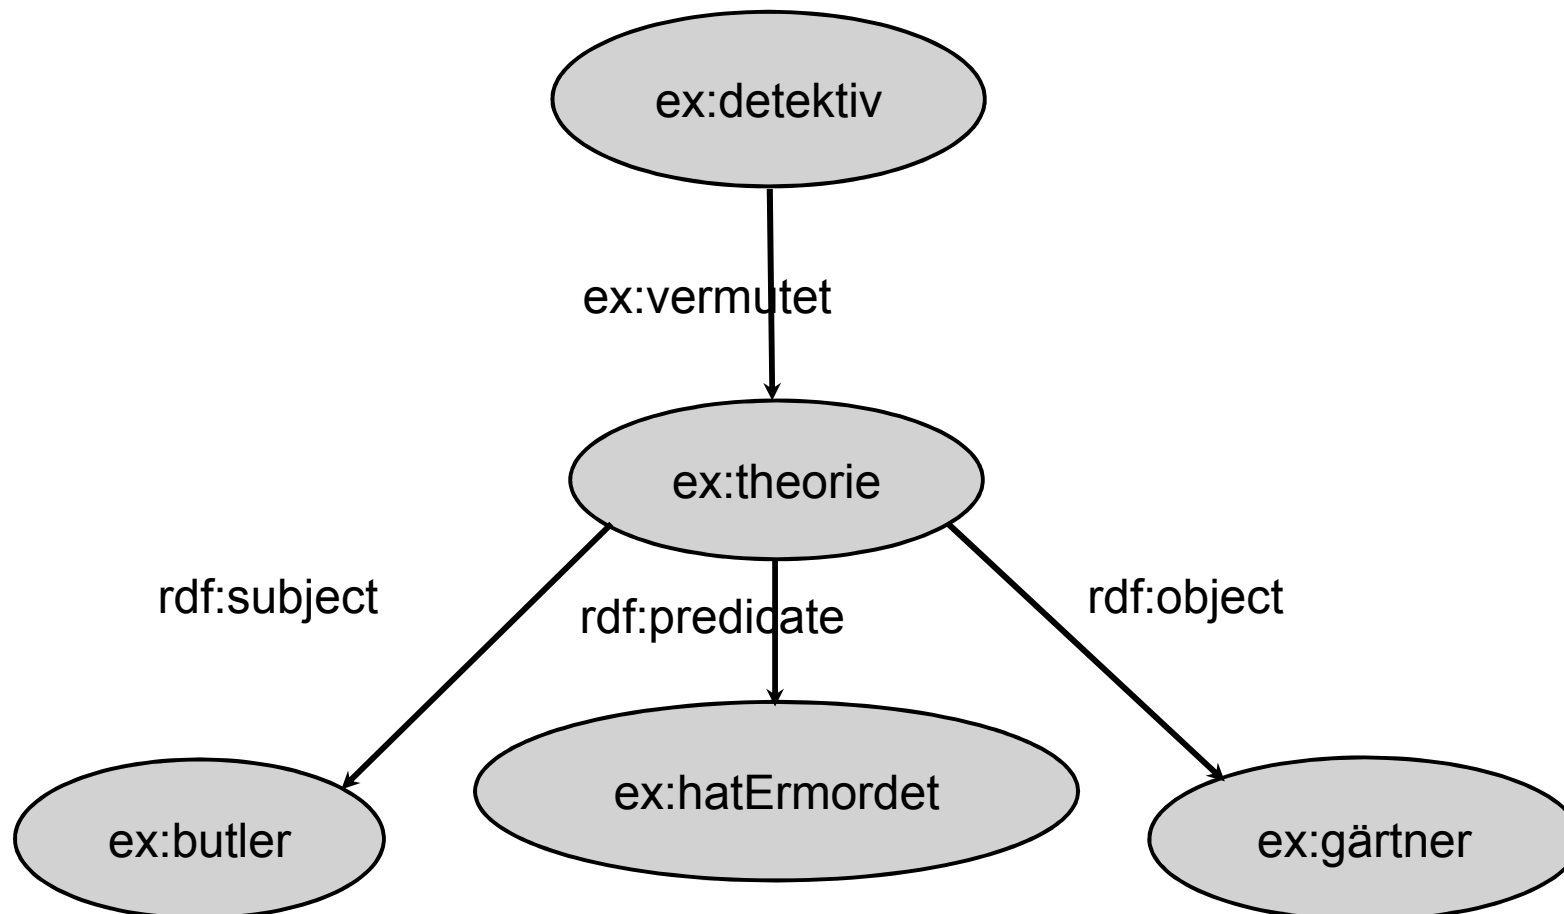 ex:detektiv
ex:vermutet
ex:theorie
rdf:subject
rdf:predicate
rdf:object
ex:butler
ex:hatErmordet
ex:gärtner